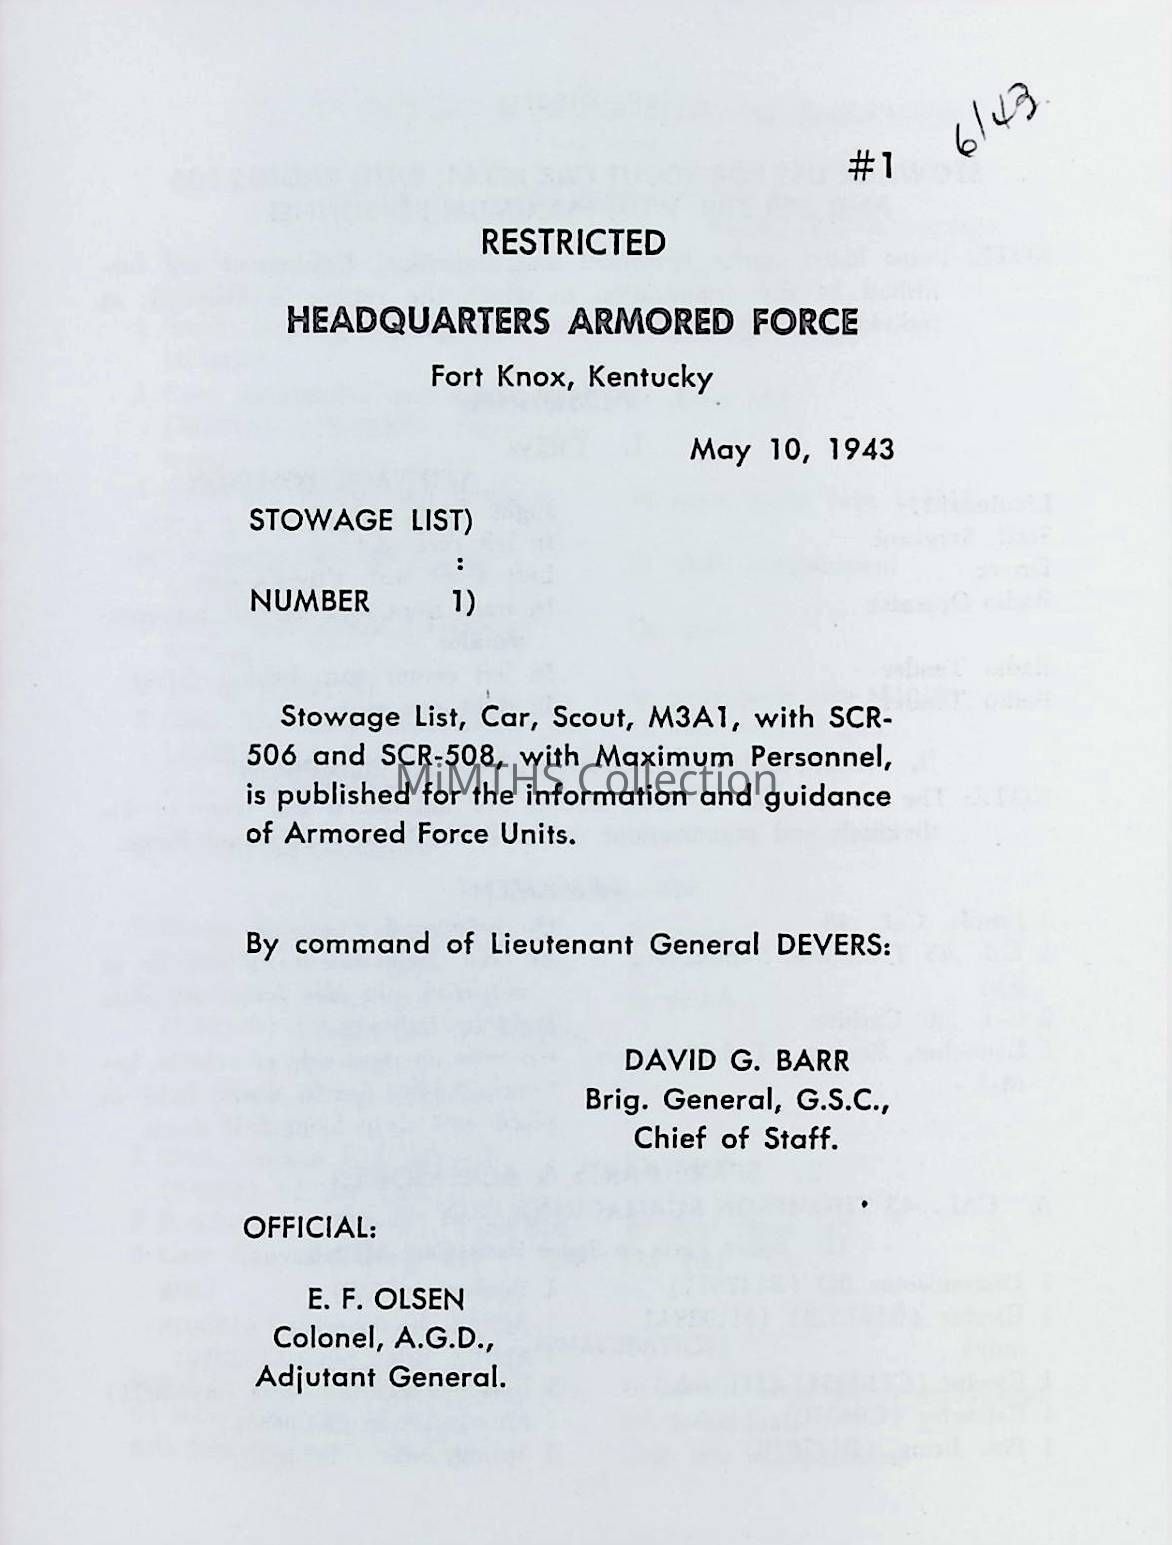 6/43.
#1
RESTRICTED
HEADQUARTERS ARMORED FORCE
Fort Knox, Kentucky
May 10, 1943
STOWAGE LIST)
:
NUMBER 1)
Stowage List, Car, Scout, M3A1, with SCR-
506 and SCR-508, with Maximum Personnel,
MiMTHS Collection
is published for the information and guidance
of Armored Force Units.
By command of Lieutenant General DEVERS:
DAVID G. BARR
Brig. General, G.S.C.,
Chief of Staff.
OFFICIAL:
E. F. OLSEN
Colonel, A.G.D.,
Adjutant General.